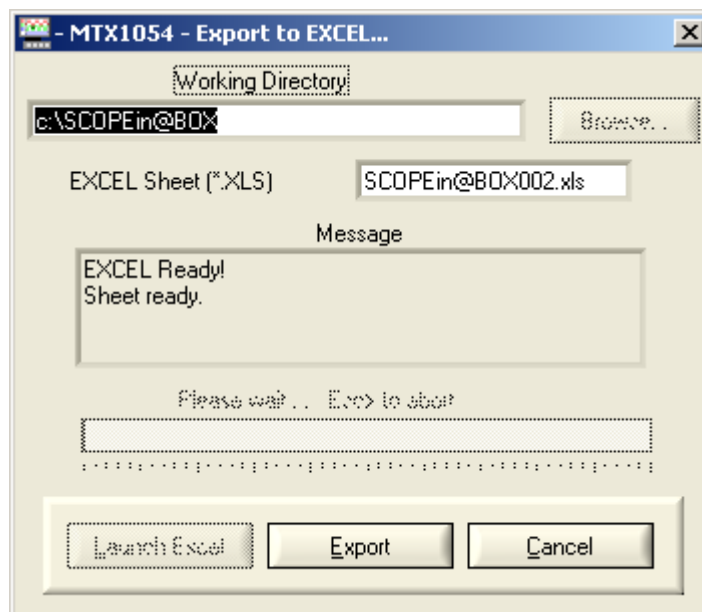 - MTX1054 - Export to EXCEL...
Working Directory
c:\SCOPEin@BOX
Browse...
EXCEL Sheet (*.XLS)
SCOPEin@BOX002.xls
Message
EXCEL Ready!
Sheet ready.
Please wait... <Esc> to abort
Launch Excel
Export
Cancel